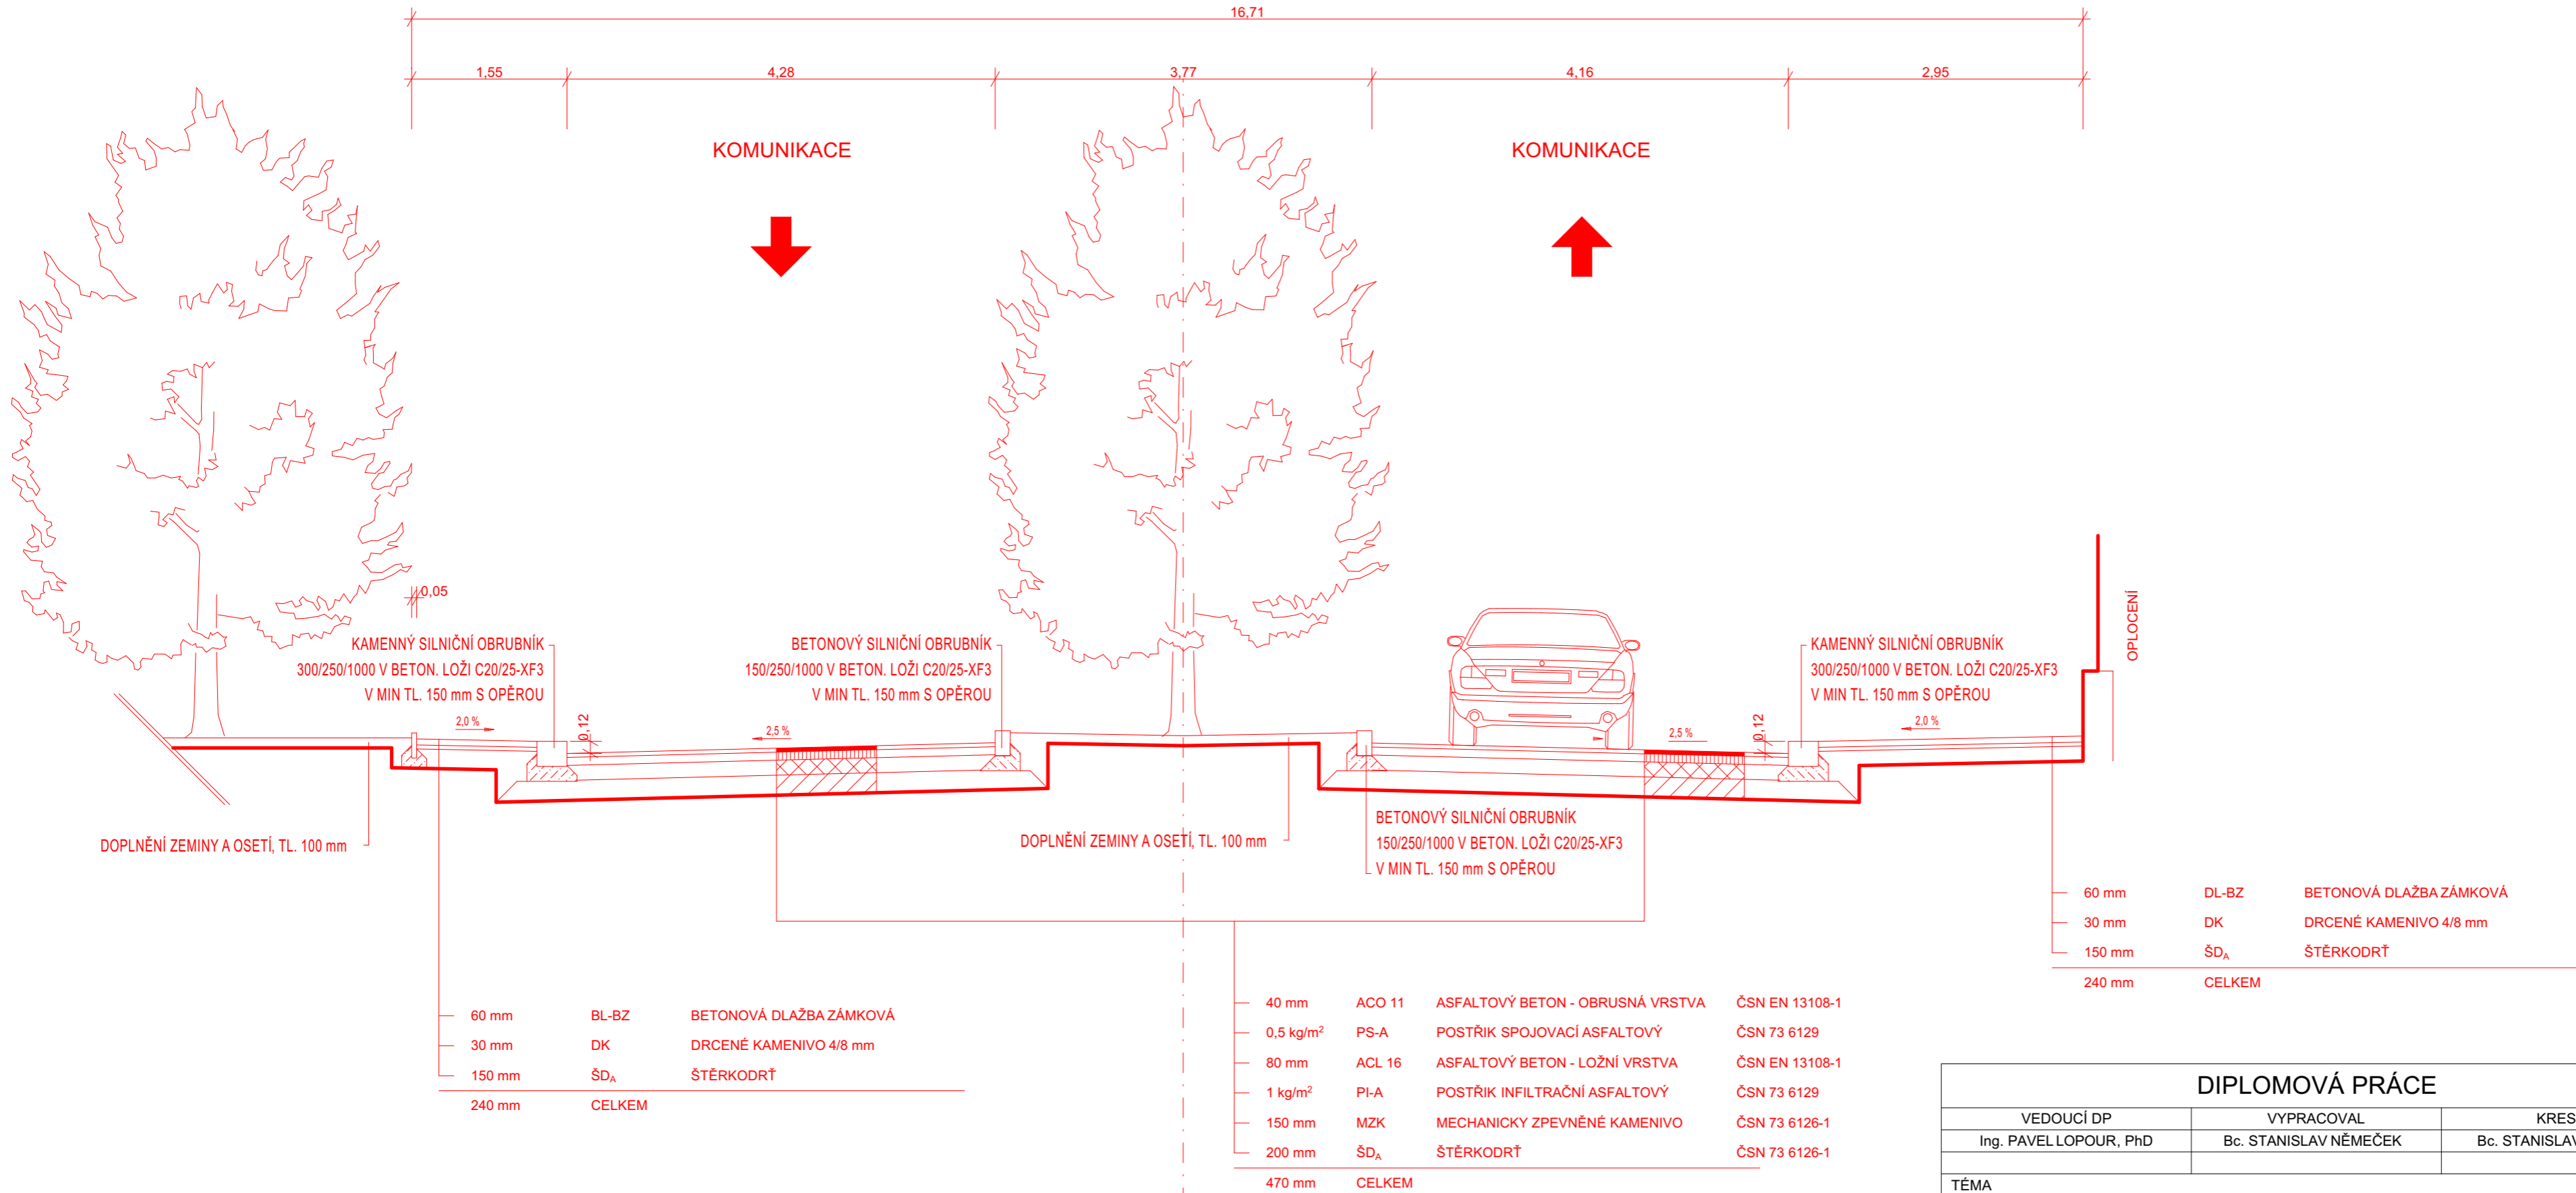 16,71
1,55
4,28
3,77
4,16
2,95
KOMUNIKACE
KOMUNIKACE
0,05
KAMENNÝ SILNIČNÍ OBRUBNÍK
300/250/1000 V BETON. LOŽI C20/25-XF3
V MIN TL. 150 mm S OPĚROU
BETONOVÝ SILNIČNÍ OBRUBNÍK
150/250/1000 V BETON. LOŽI C20/25-XF3
V MIN TL. 150 mm S OPĚROU
KAMENNÝ SILNIČNÍ OBRUBNÍK
300/250/1000 V BETON. LOŽI C20/25-XF3
V MIN TL. 150 mm S OPĚROU
OPLOCENÍ
2,0 %
0,12
2,5 %
2,5 %
0,12
2,0 %
DOPLNĚNÍ ZEMINY A OSETÍ, TL. 100 mm
DOPLNĚNÍ ZEMINY A OSETÍ, TL. 100 mm
BETONOVÝ SILNIČNÍ OBRUBNÍK
150/250/1000 V BETON. LOŽI C20/25-XF3
V MIN TL. 150 mm S OPĚROU
60 mm DL-BZ BETONOVÁ DLAŽBA ZÁMKOVÁ
30 mm DK DRCENÉ KAMENIVO 4/8 mm
150 mm ŠDA ŠTĚRKODRŤ
240 mm CELKEM
60 mm BL-BZ BETONOVÁ DLAŽBA ZÁMKOVÁ
30 mm DK DRCENÉ KAMENIVO 4/8 mm
150 mm ŠDA ŠTĚRKODRŤ
240 mm CELKEM
40 mm ACO 11 ASFALTOVÝ BETON - OBRUSNÁ VRSTVA ČSN EN 13108-1
0,5 kg/m² PS-A POSTŘIK SPOJOVACÍ ASFALTOVÝ ČSN 73 6129
80 mm ACL 16 ASFALTOVÝ BETON - LOŽNÍ VRSTVA ČSN EN 13108-1
1 kg/m² PI-A POSTŘIK INFILTRAČNÍ ASFALTOVÝ ČSN 73 6129
150 mm MZK MECHANICKY ZPEVNĚNÉ KAMENIVO ČSN 73 6126-1
200 mm ŠDA ŠTĚRKODRŤ ČSN 73 6126-1
470 mm CELKEM
DIPLOMOVÁ PRÁCE
VEDOUCÍ DP VYPRACOVAL KRES
Ing. PAVEL LOPOUR, PhD Bc. STANISLAV NĚMEČEK Bc. STANISLAV
TÉMA